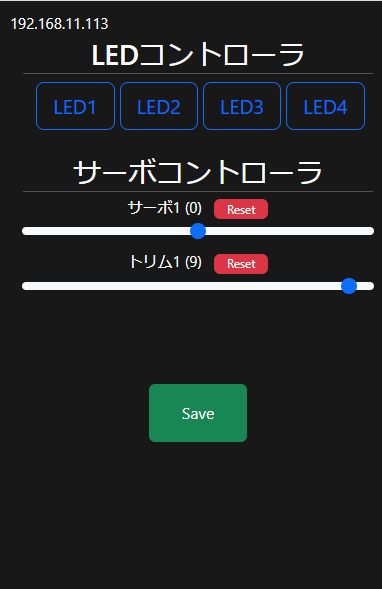 192.168.11.113
LEDコントローラ
LED1 LED2 LED3 LED4
サーボコントローラ
サーボ1 (0) Reset
トリム1 (9) Reset
Save